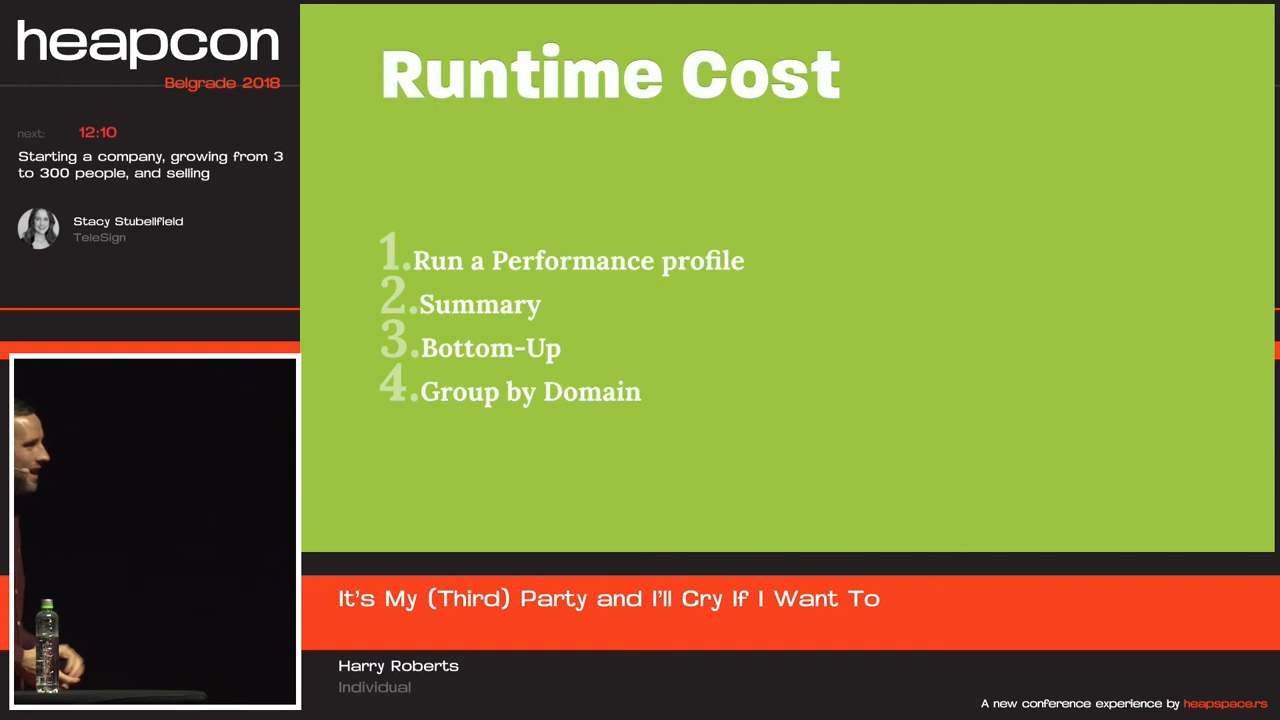 heapcon
Belgrade 2018
next: 12:10
Starting a company, growing from 3
to 300 people, and selling
Stacy Stubellfield
TeleSign
Runtime Cost
1. Run a Performance profile
2. Summary
3. Bottom-Up
4. Group by Domain
It's My (Third) Party and I'll Cry If I Want To
Harry Roberts
Individual
A new conference experience by heapspace.rs